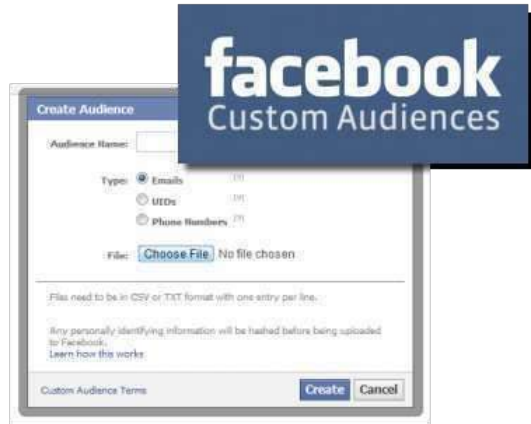 facebook
Custom Audiences
Create Audience
Audience Name:
Type: Emails [?]
UIDs [?]
Phone Numbers [?]
File: Choose File No file chosen
Files need to be in CSV or TXT format with one entry per line.
Any personally identifying information will be hashed before being uploaded
to Facebook.
Learn how this works
Custom Audience Terms
Create Cancel